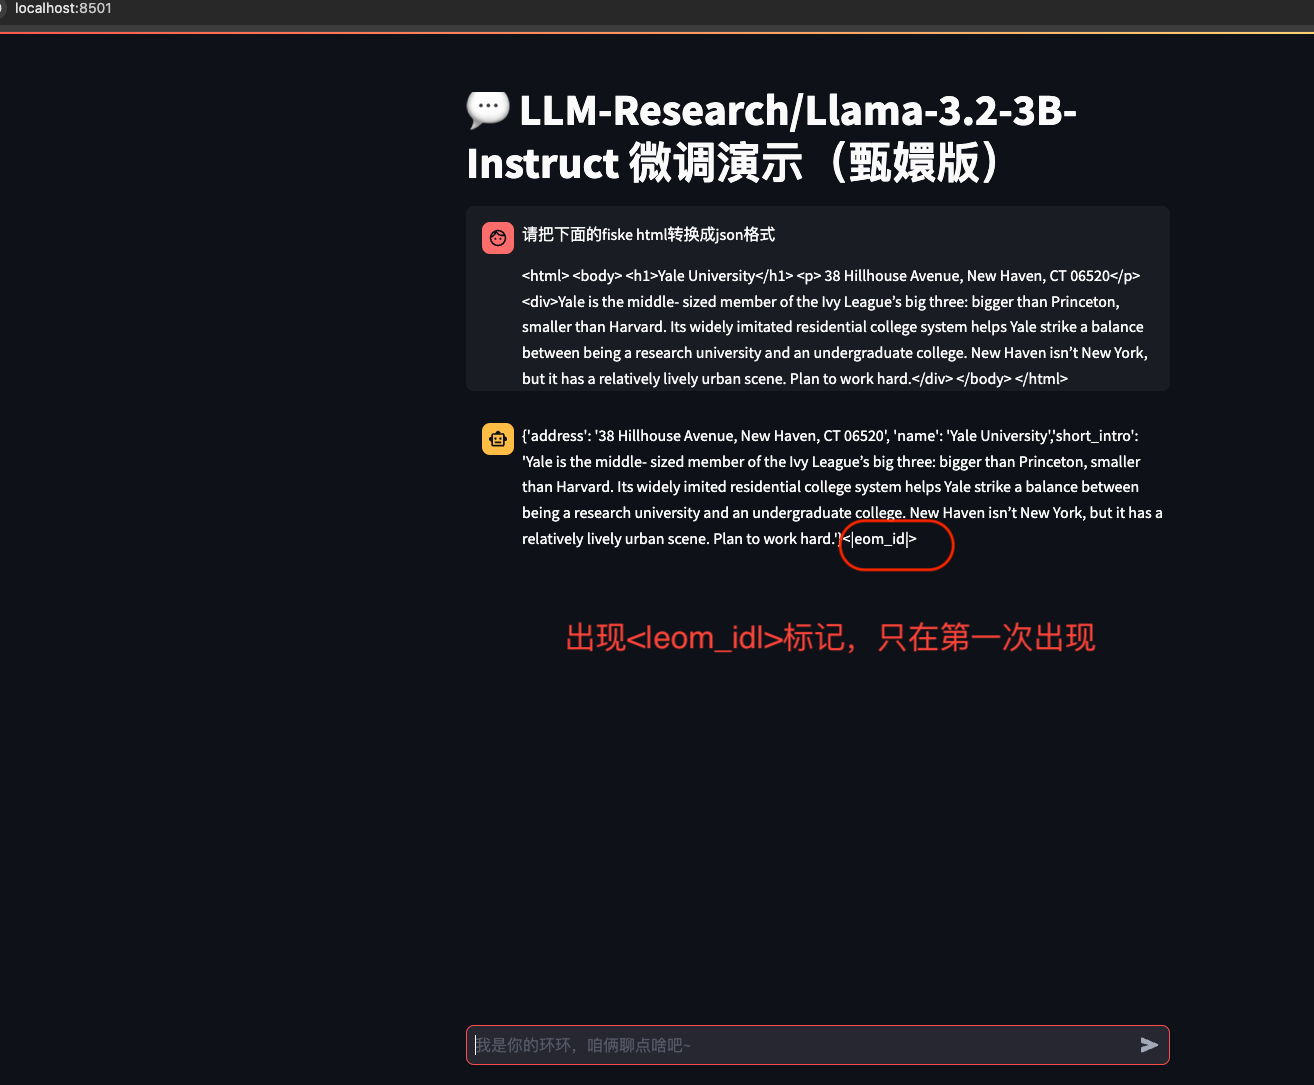 localhost:8501
💬 LLM-Research/Llama-3.2-3B-
Instruct 微调演示（甄嬛版）
请把下面的fiske html转换成json格式
<html> <body> <h1>Yale University</h1> <p> 38 Hillhouse Avenue, New Haven, CT 06520</p>
<div>Yale is the middle- sized member of the Ivy League’s big three: bigger than Princeton,
smaller than Harvard. Its widely imitated residential college system helps Yale strike a balance
between being a research university and an undergraduate college. New Haven isn’t New York,
but it has a relatively lively urban scene. Plan to work hard.</div> </body> </html>
{'address': '38 Hillhouse Avenue, New Haven, CT 06520', 'name': 'Yale University','short_intro':
'Yale is the middle- sized member of the Ivy League’s big three: bigger than Princeton, smaller
than Harvard. Its widely imited residential college system helps Yale strike a balance between
being a research university and an undergraduate college. New Haven isn’t New York, but it has a
relatively lively urban scene. Plan to work hard.'}<|eom_id|>
出现<leom_idl>标记，只在第一次出现
我是你的环环，咱俩聊点啥吧~